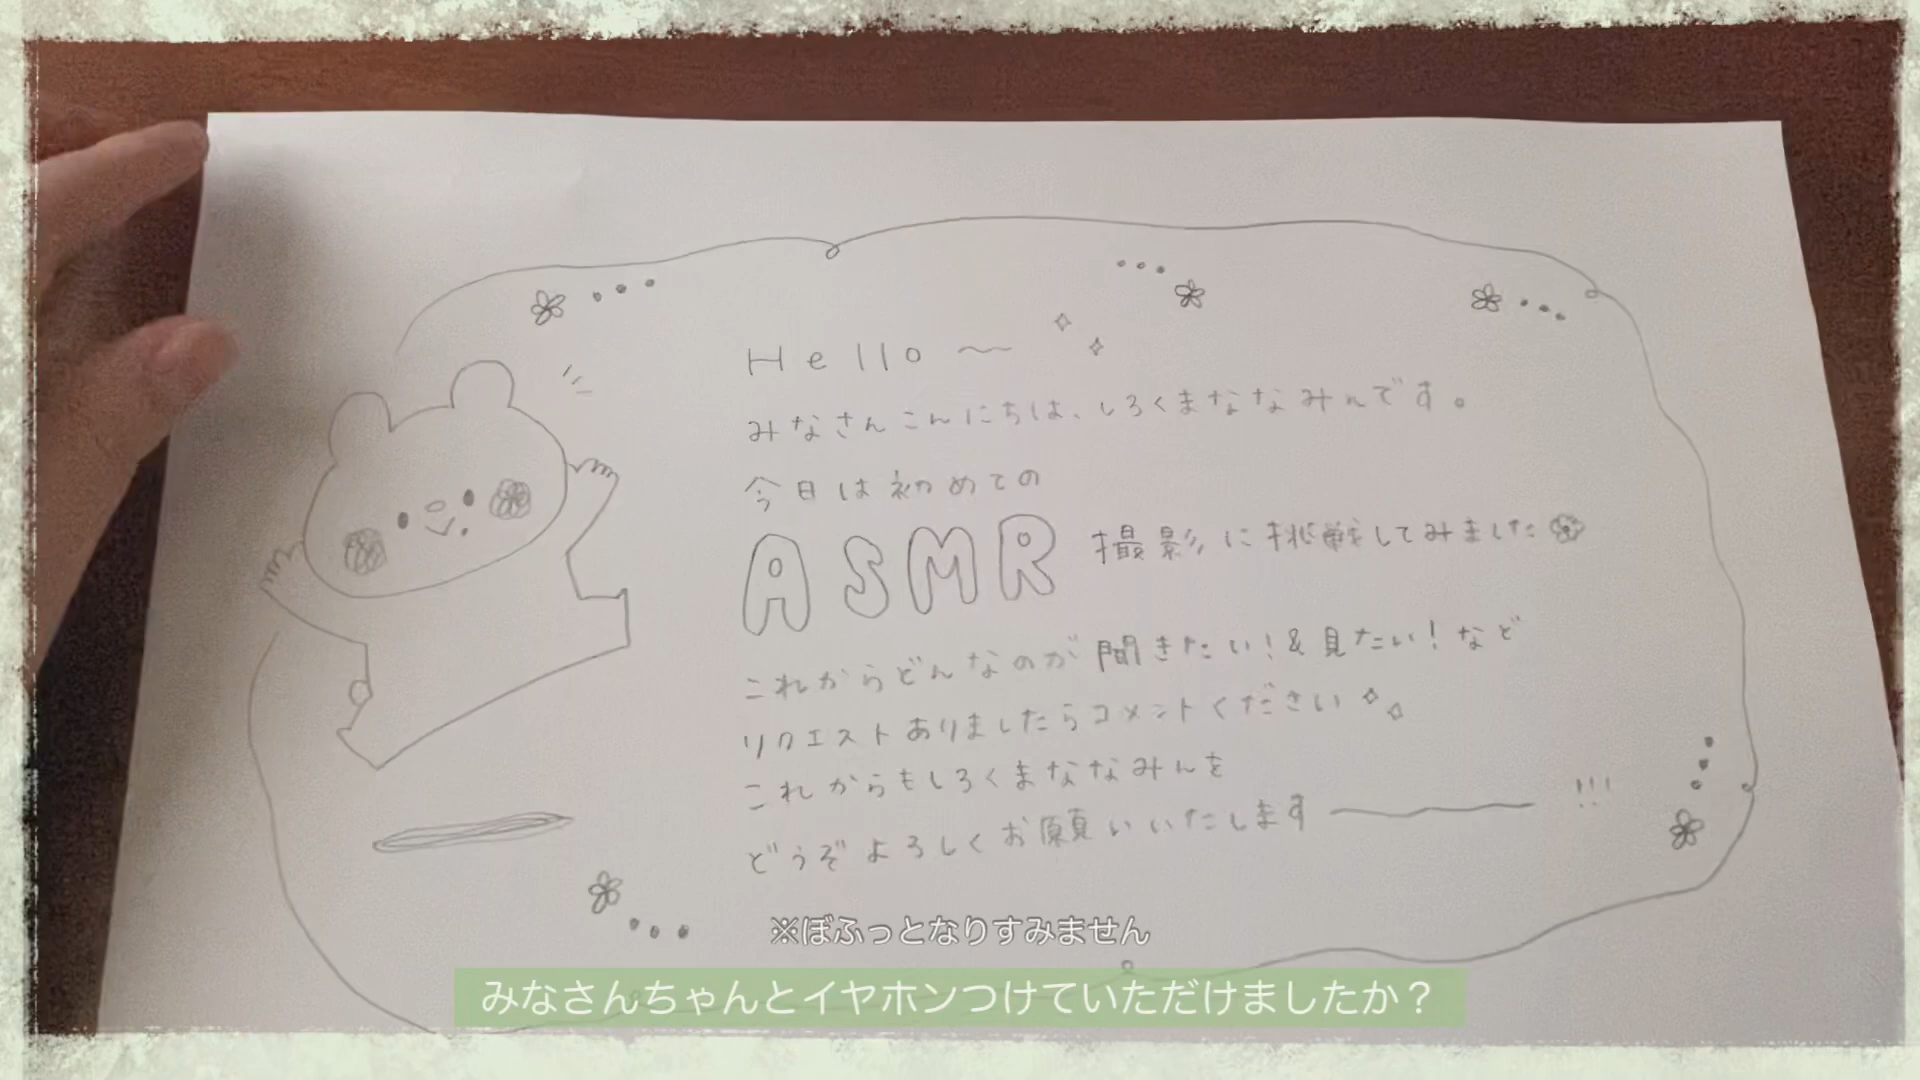 Hello〜
みなさんこんにちは、しろくまななみんです。
今日は初めての
ASMR 撮影に挑戦してみました
これからどんなのが聞きたい!&見たい!など
リクエストありましたらコメントください
これからもしろくまななみんを
どうぞよろしくお願いいたします――!!!
※ぼふっとなりすみません
みなさんちゃんとイヤホンつけていただけましたか？